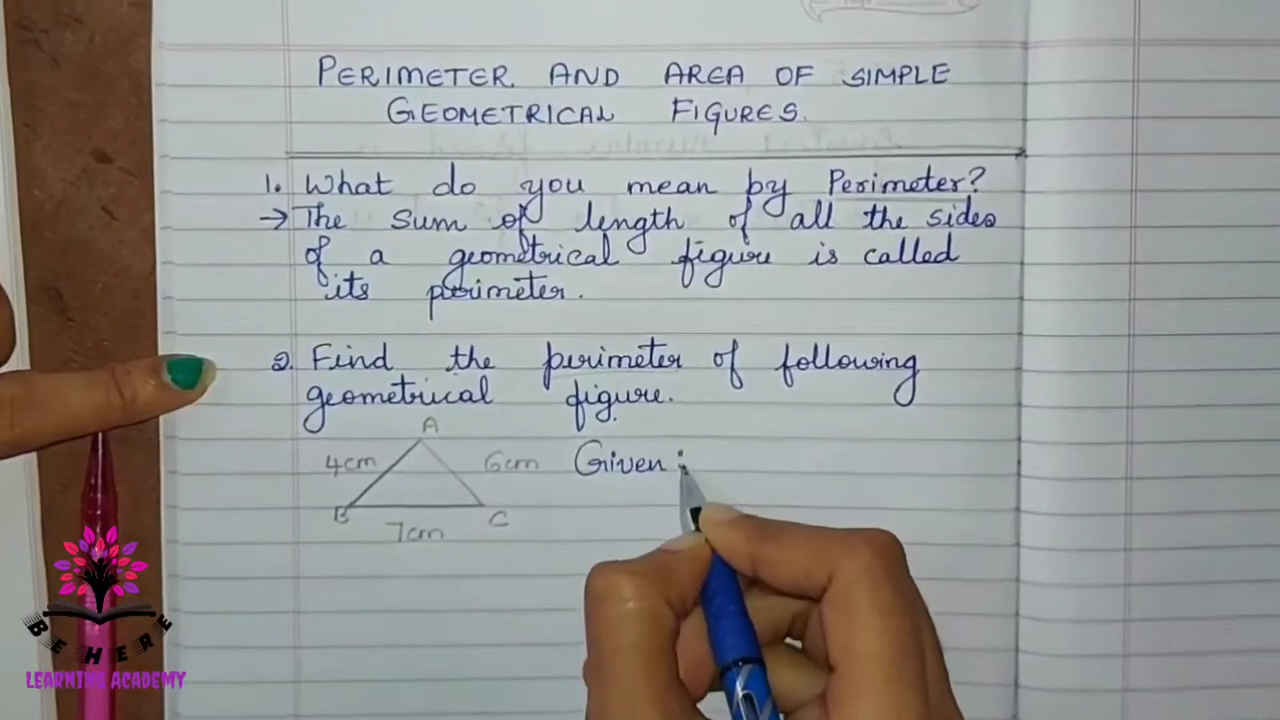 PERIMETER AND AREA OF SIMPLE
GEOMETRICAL FIGURES.
1. What do you mean by Perimeter?
→ The sum of length of all the sides
of a geometrical figure is called
its perimeter.
2. Find the perimeter of following
geometrical figure.
A
4cm 6cm Given :
B C
7cm
BE HERE
LEARNING ACADEMY